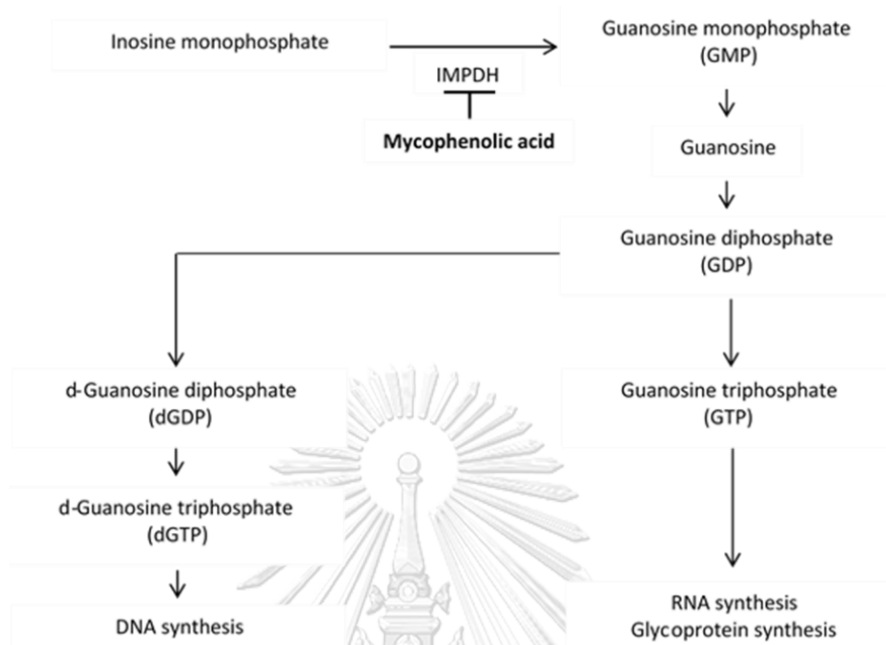 Inosine monophosphate
Guanosine monophosphate
(GMP)
IMPDH
Mycophenolic acid
Guanosine
Guanosine diphosphate
(GDP)
d-Guanosine diphosphate
(dGDP)
Guanosine triphosphate
(GTP)
d-Guanosine triphosphate
(dGTP)
DNA synthesis
RNA synthesis
Glycoprotein synthesis